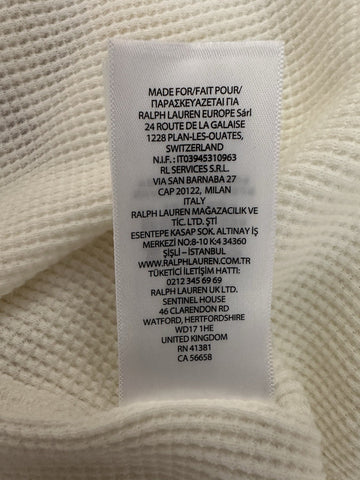 MADE FOR/FAIT POUR/
ΠΑΡΑΣΚΕΥΑΖΕΤΑΙ ΓΙΑ
RALPH LAUREN EUROPE Sárl
24 ROUTE DE LA GALAISE
1228 PLAN-LES-OUATES,
SWITZERLAND
N.I.F.: IT03945310963
RL SERVICES S.R.L.
VIA SAN BARNABA 27
CAP 20122, MILAN
ITALY
RALPH LAUREN MAĞAZACILIK VE
TİC. LTD. ŞTİ
ESENTEPE KASAP SOK. ALTINAY İŞ
MERKEZİ NO:8-10 K:4 34360
ŞİŞLİ – İSTANBUL
WWW.RALPHLAUREN.COM.TR
TÜKETİCİ İLETİŞİM HATTI:
0212 345 69 69
RALPH LAUREN UK LTD.
SENTINEL HOUSE
46 CLARENDON RD
WATFORD, HERTFORDSHIRE
WD17 1HE
UNITED KINGDOM
RN 41381
CA 56658